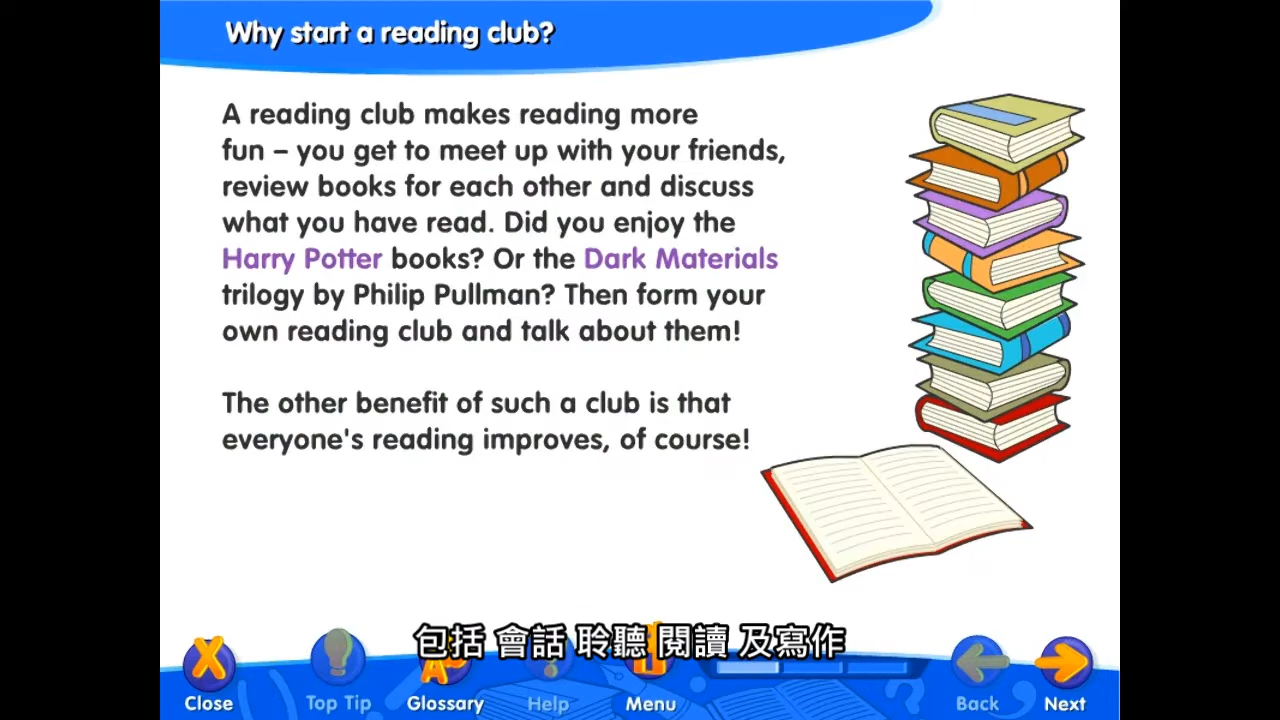 Why start a reading club?
A reading club makes reading more
fun – you get to meet up with your friends,
review books for each other and discuss
what you have read. Did you enjoy the
Harry Potter books? Or the Dark Materials
trilogy by Philip Pullman? Then form your
own reading club and talk about them!
The other benefit of such a club is that
everyone's reading improves, of course!
包括 會話 聆聽 閱讀 及寫作
Close
Top Tip
Glossary
Help
Menu
Back
Next